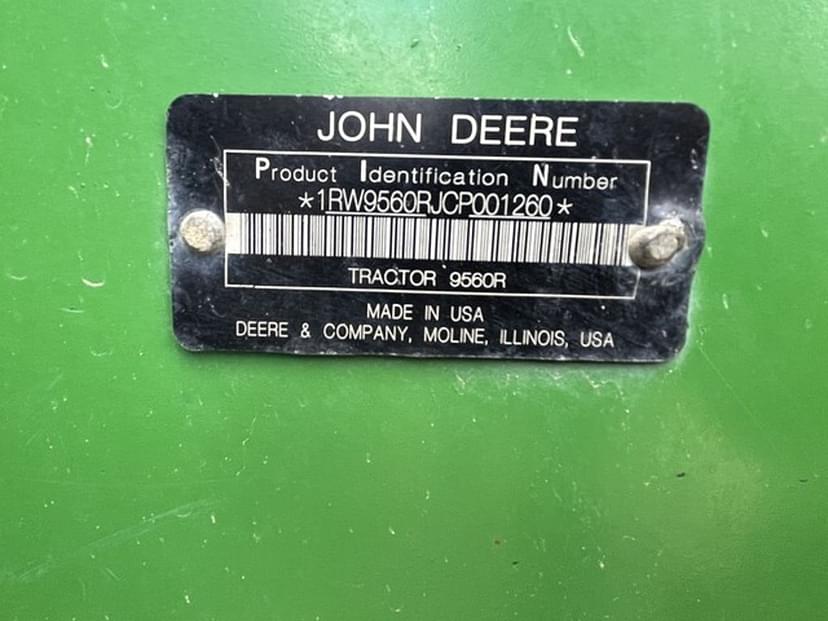 JOHN DEERE
Product Identification Number
*1RW9560RJCP001260*
TRACTOR 9560R
MADE IN USA
DEERE & COMPANY, MOLINE, ILLINOIS, USA